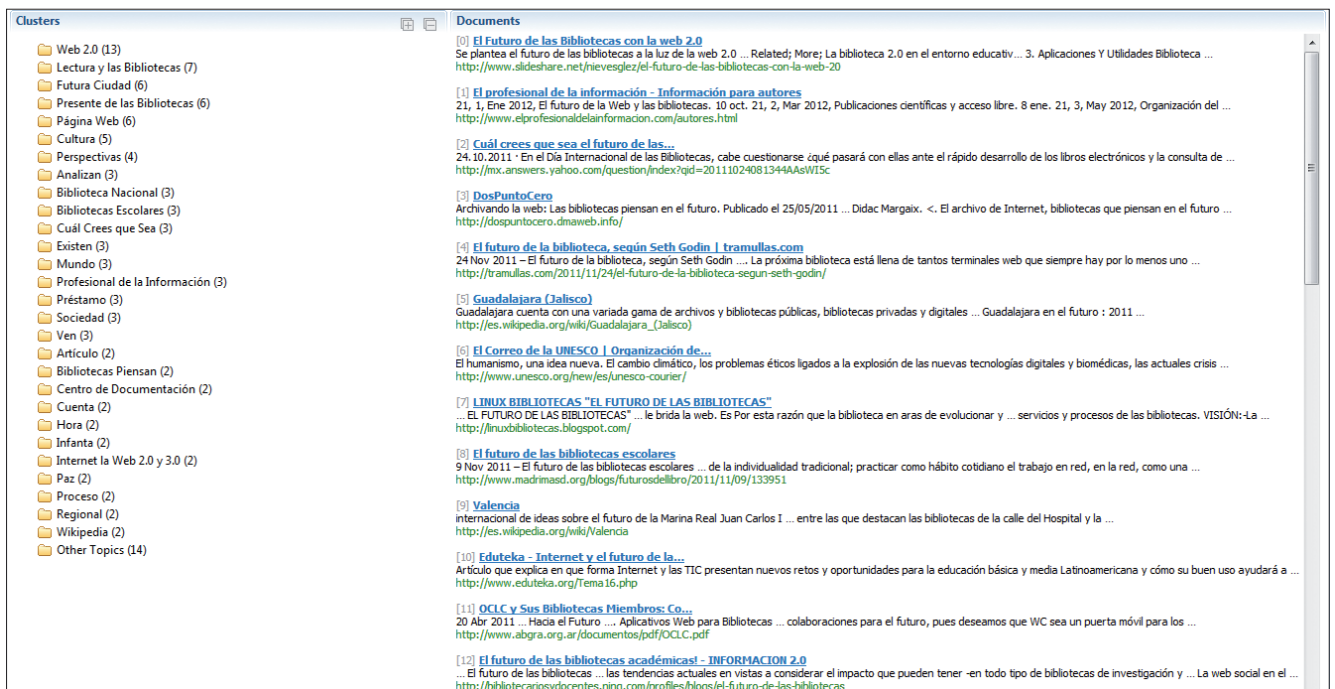 Clusters
Web 2.0 (13)
Lectura y las Bibliotecas (7)
Futura Ciudad (6)
Presente de las Bibliotecas (6)
Página Web (6)
Cultura (5)
Perspectivas (4)
Analizan (3)
Biblioteca Nacional (3)
Bibliotecas Escolares (3)
Cuál Crees que Sea (3)
Existen (3)
Mundo (3)
Profesional de la Información (3)
Préstamo (3)
Sociedad (3)
Ven (3)
Artículo (2)
Bibliotecas Piensan (2)
Centro de Documentación (2)
Cuenta (2)
Hora (2)
Infanta (2)
Internet la Web 2.0 y 3.0 (2)
Paz (2)
Proceso (2)
Regional (2)
Wikipedia (2)
Other Topics (14)
Documents
[0] El Futuro de las Bibliotecas con la web 2.0
Se plantea el futuro de las bibliotecas a la luz de la web 2.0 ... Related; More; La biblioteca 2.0 en el entorno educativ... 3. Aplicaciones Y Utilidades Biblioteca ...
http://www.slideshare.net/nievesglez/el-futuro-de-las-bibliotecas-con-la-web-20
[1] El profesional de la información - Información para autores
21, 1, Ene 2012, El futuro de la Web y las bibliotecas. 10 oct. 21, 2, Mar 2012, Publicaciones científicas y acceso libre. 8 ene. 21, 3, May 2012, Organización del ...
http://www.elprofesionaldelainformacion.com/autores.html
[2] Cuál crees que sea el futuro de las...
24.10.2011 · En el Día Internacional de las Bibliotecas, cabe cuestionarse ¿qué pasará con ellas ante el rápido desarrollo de los libros electrónicos y la consulta de ...
http://mx.answers.yahoo.com/question/index?qid=20111024081344AAsWI5c
[3] DosPuntoCero
Archivando la web: Las bibliotecas piensan en el futuro. Publicado el 25/05/2011 ... Didac Margaix. <. El archivo de Internet, bibliotecas que piensan en el futuro ...
http://dospuntocero.dmaweb.info/
[4] El futuro de la biblioteca, según Seth Godin | tramullas.com
24 Nov 2011 – El futuro de la biblioteca, según Seth Godin .... La próxima biblioteca está llena de tantos terminales web que siempre hay por lo menos uno ...
http://tramullas.com/2011/11/24/el-futuro-de-la-biblioteca-segun-seth-godin/
[5] Guadalajara (Jalisco)
Guadalajara cuenta con una variada gama de archivos y bibliotecas públicas, bibliotecas privadas y digitales ... Guadalajara en el futuro : 2011 ...
http://es.wikipedia.org/wiki/Guadalajara_(Jalisco)
[6] El Correo de la UNESCO | Organización de...
El humanismo, una idea nueva. El cambio climático, los problemas éticos ligados a la explosión de las nuevas tecnologías digitales y biomédicas, las actuales crisis ...
http://www.unesco.org/new/es/unesco-courier/
[7] LINUX BIBLIOTECAS "EL FUTURO DE LAS BIBLIOTECAS"
... EL FUTURO DE LAS BIBLIOTECAS" ... le brida la web. Es Por esta razón que la biblioteca en aras de evolucionar y ... servicios y procesos de las bibliotecas. VISIÓN:-La ...
http://linuxbibliotecas.blogspot.com/
[8] El futuro de las bibliotecas escolares
9 Nov 2011 – El futuro de las bibliotecas escolares ... de la individualidad tradicional; practicar como hábito cotidiano el trabajo en red, en la red, como una ...
http://www.madrimasd.org/blogs/futurosdellibro/2011/11/09/133951
[9] Valencia
internacional de ideas sobre el futuro de la Marina Real Juan Carlos I ... entre las que destacan las bibliotecas de la calle del Hospital y la ...
http://es.wikipedia.org/wiki/Valencia
[10] Eduteka - Internet y el futuro de la...
Artículo que explica en que forma Internet y las TIC presentan nuevos retos y oportunidades para la educación básica y media Latinoamericana y cómo su buen uso ayudará a ...
http://www.eduteka.org/Tema16.php
[11] OCLC y Sus Bibliotecas Miembros: Co...
20 Abr 2011 ... Hacia el Futuro .... Aplicativos Web para Bibliotecas ... colaboraciones para el futuro, pues deseamos que WC sea un puerta móvil para los ...
http://www.abgra.org.ar/documentos/pdf/OCLC.pdf
[12] El futuro de las bibliotecas académicas! - INFORMACION 2.0
... El futuro de las bibliotecas ... las tendencias actuales en vistas a considerar el impacto que pueden tener -en todo tipo de bibliotecas de investigación y ... La web social en el ...
http://bibliotecariosydocentes.ning.com/profiles/blogs/el-futuro-de-las-bibliotecas